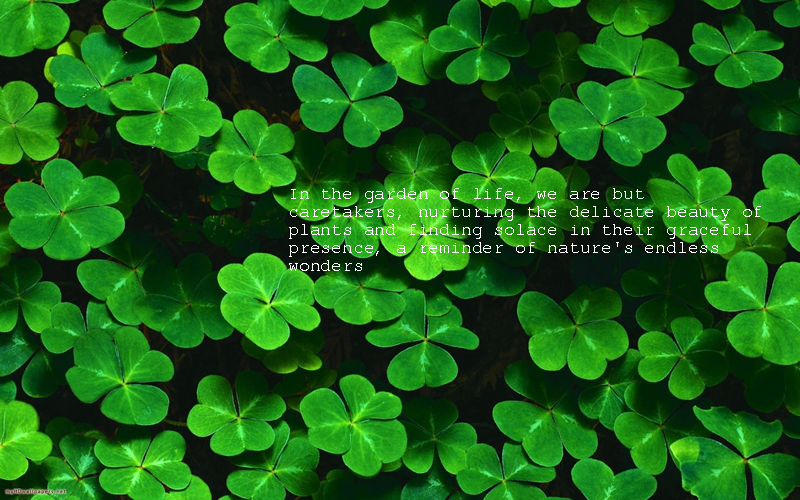 In the garden of life, we are but
caretakers, nurturing the delicate beauty of
plants and finding solace in their graceful
presence, a reminder of nature's endless
wonders